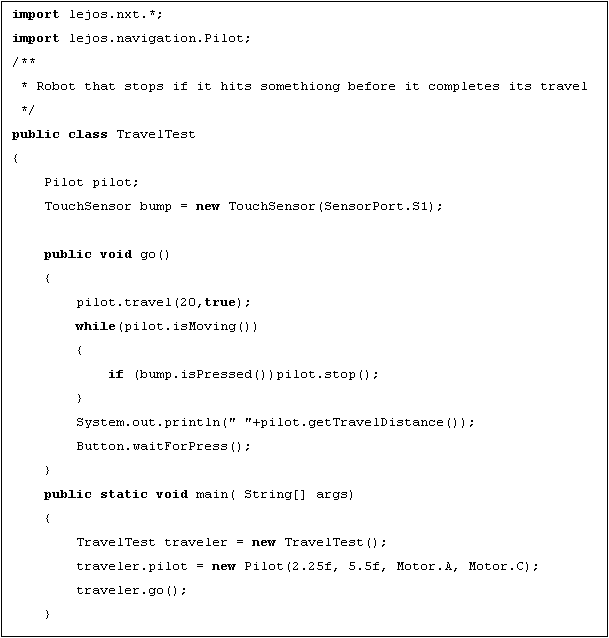 import lejos.nxt.*;
import lejos.navigation.Pilot;
/**
 * Robot that stops if it hits somethiong before it completes its travel
 */
public class TravelTest
{
    Pilot pilot;
    TouchSensor bump = new TouchSensor(SensorPort.S1);

    public void go()
    {
        pilot.travel(20,true);
        while(pilot.isMoving())
        {
            if (bump.isPressed())pilot.stop();
        }
        System.out.println(" "+pilot.getTravelDistance());
        Button.waitForPress();
    }
    public static void main( String[] args)
    {
        TravelTest traveler = new TravelTest();
        traveler.pilot = new Pilot(2.25f, 5.5f, Motor.A, Motor.C);
        traveler.go();
    }